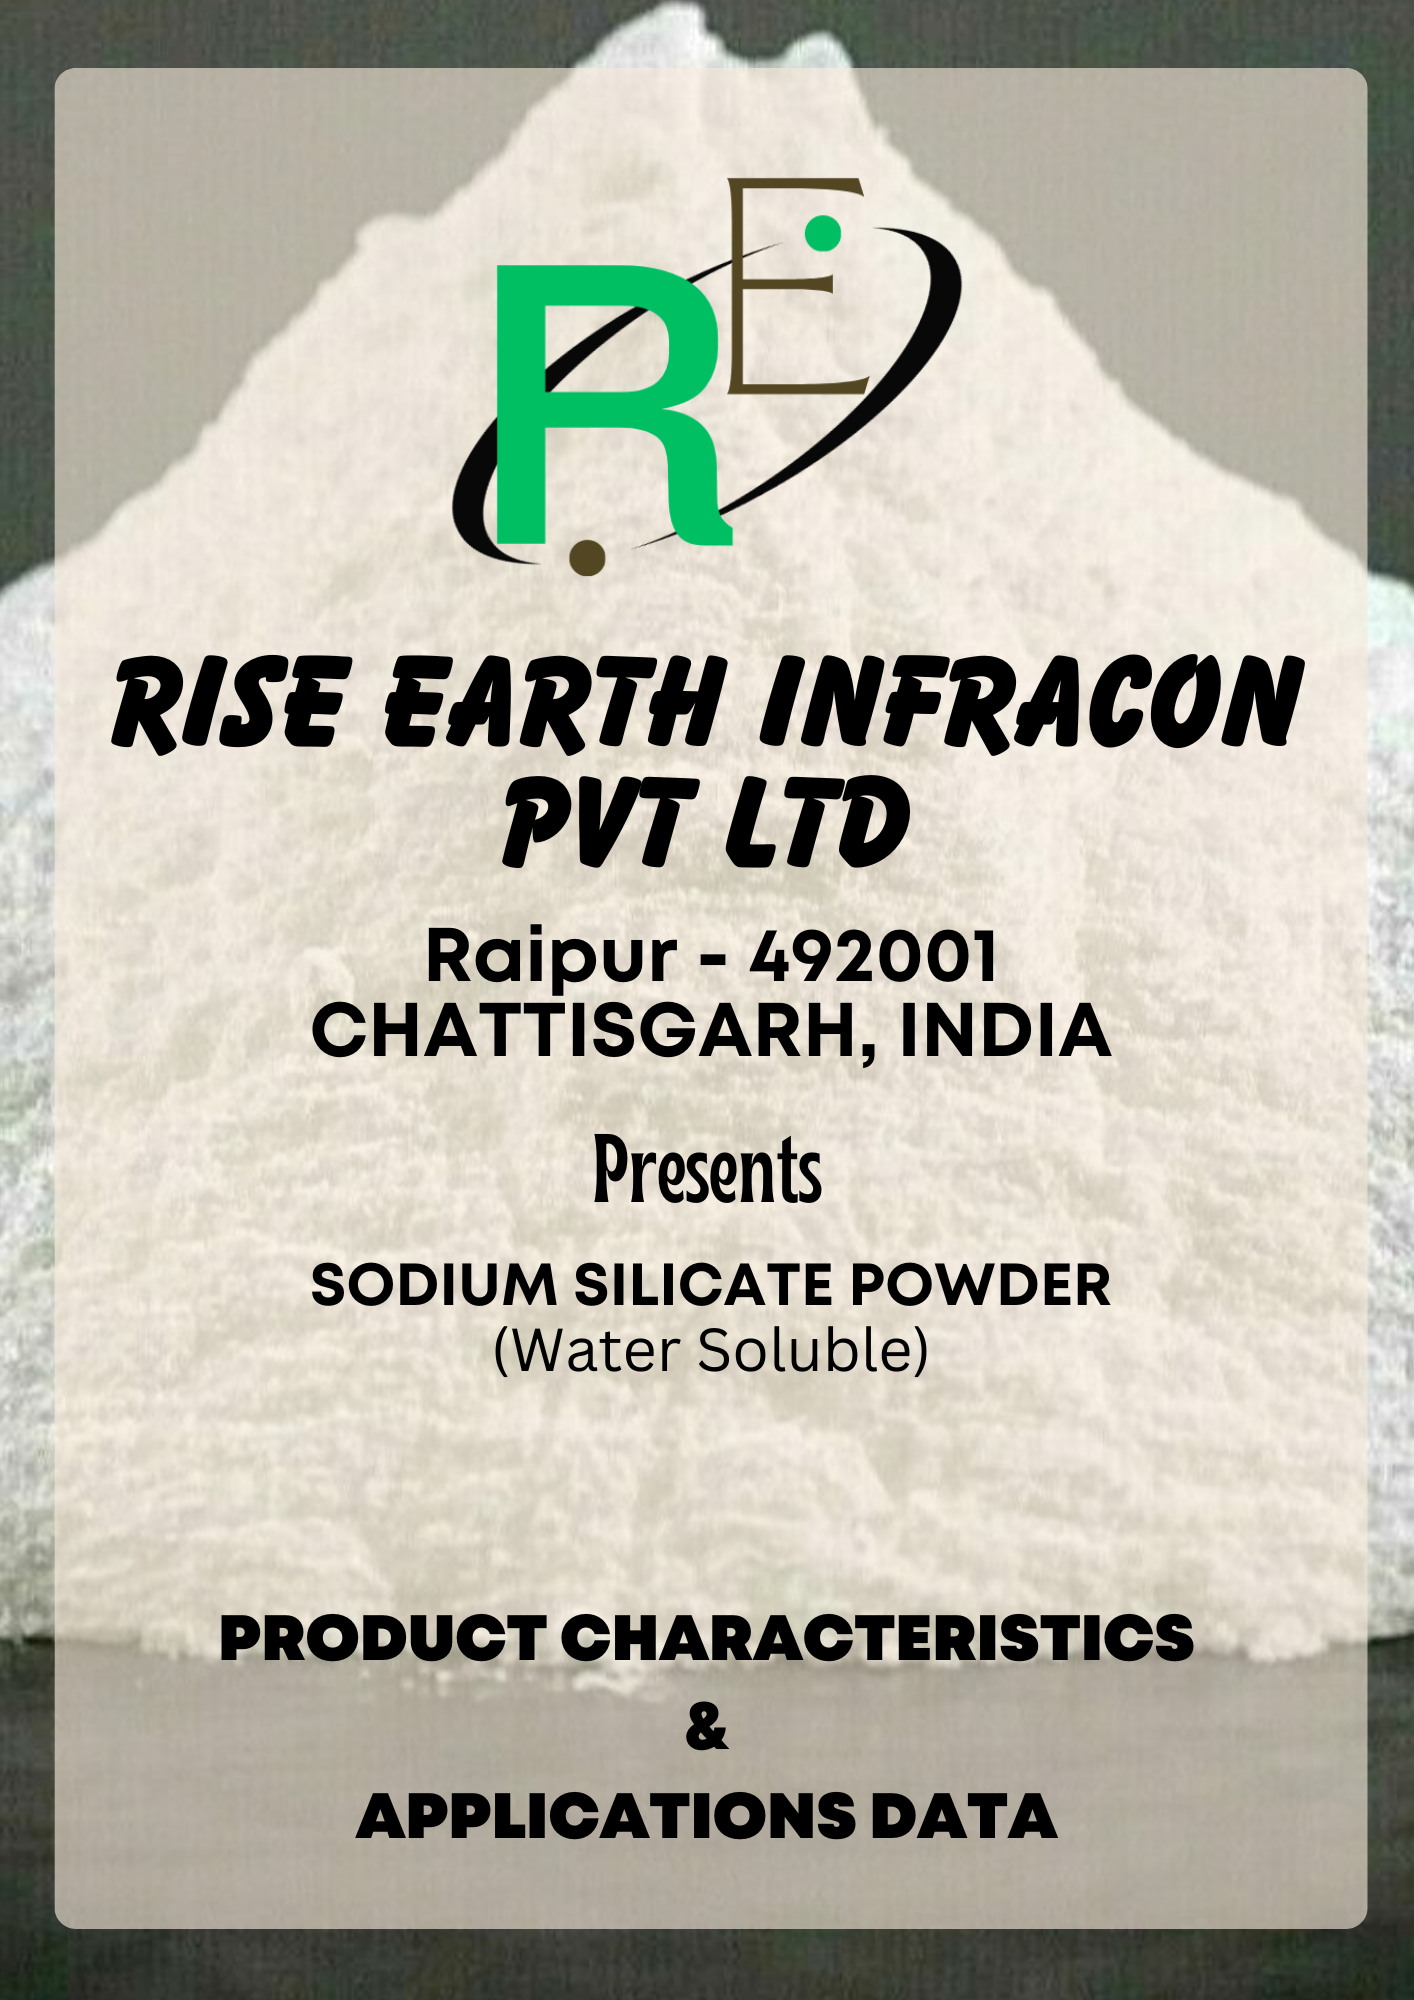 RE
RISE EARTH INFRACON
PVT LTD
Raipur - 492001
CHATTISGARH, INDIA
Presents
SODIUM SILICATE POWDER
(Water Soluble)
PRODUCT CHARACTERISTICS
&
APPLICATIONS DATA